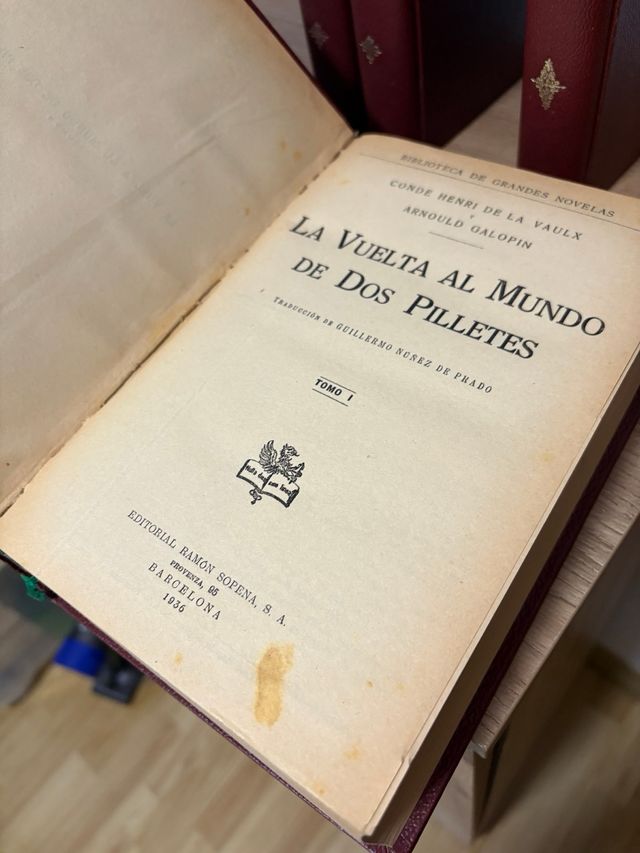 BIBLIOTECA DE GRANDES NOVELAS
CONDE HENRI DE LA VAULX
Y
ARNOULD GALOPIN
LA VUELTA AL MUNDO
DE DOS PILLETES
TRADUCCIÓN DE GUILLERMO NUÑEZ DE PRADO
TOMO I
EDITORIAL RAMÓN SOPENA, S. A.
PROVENZA, 95
BARCELONA
1936